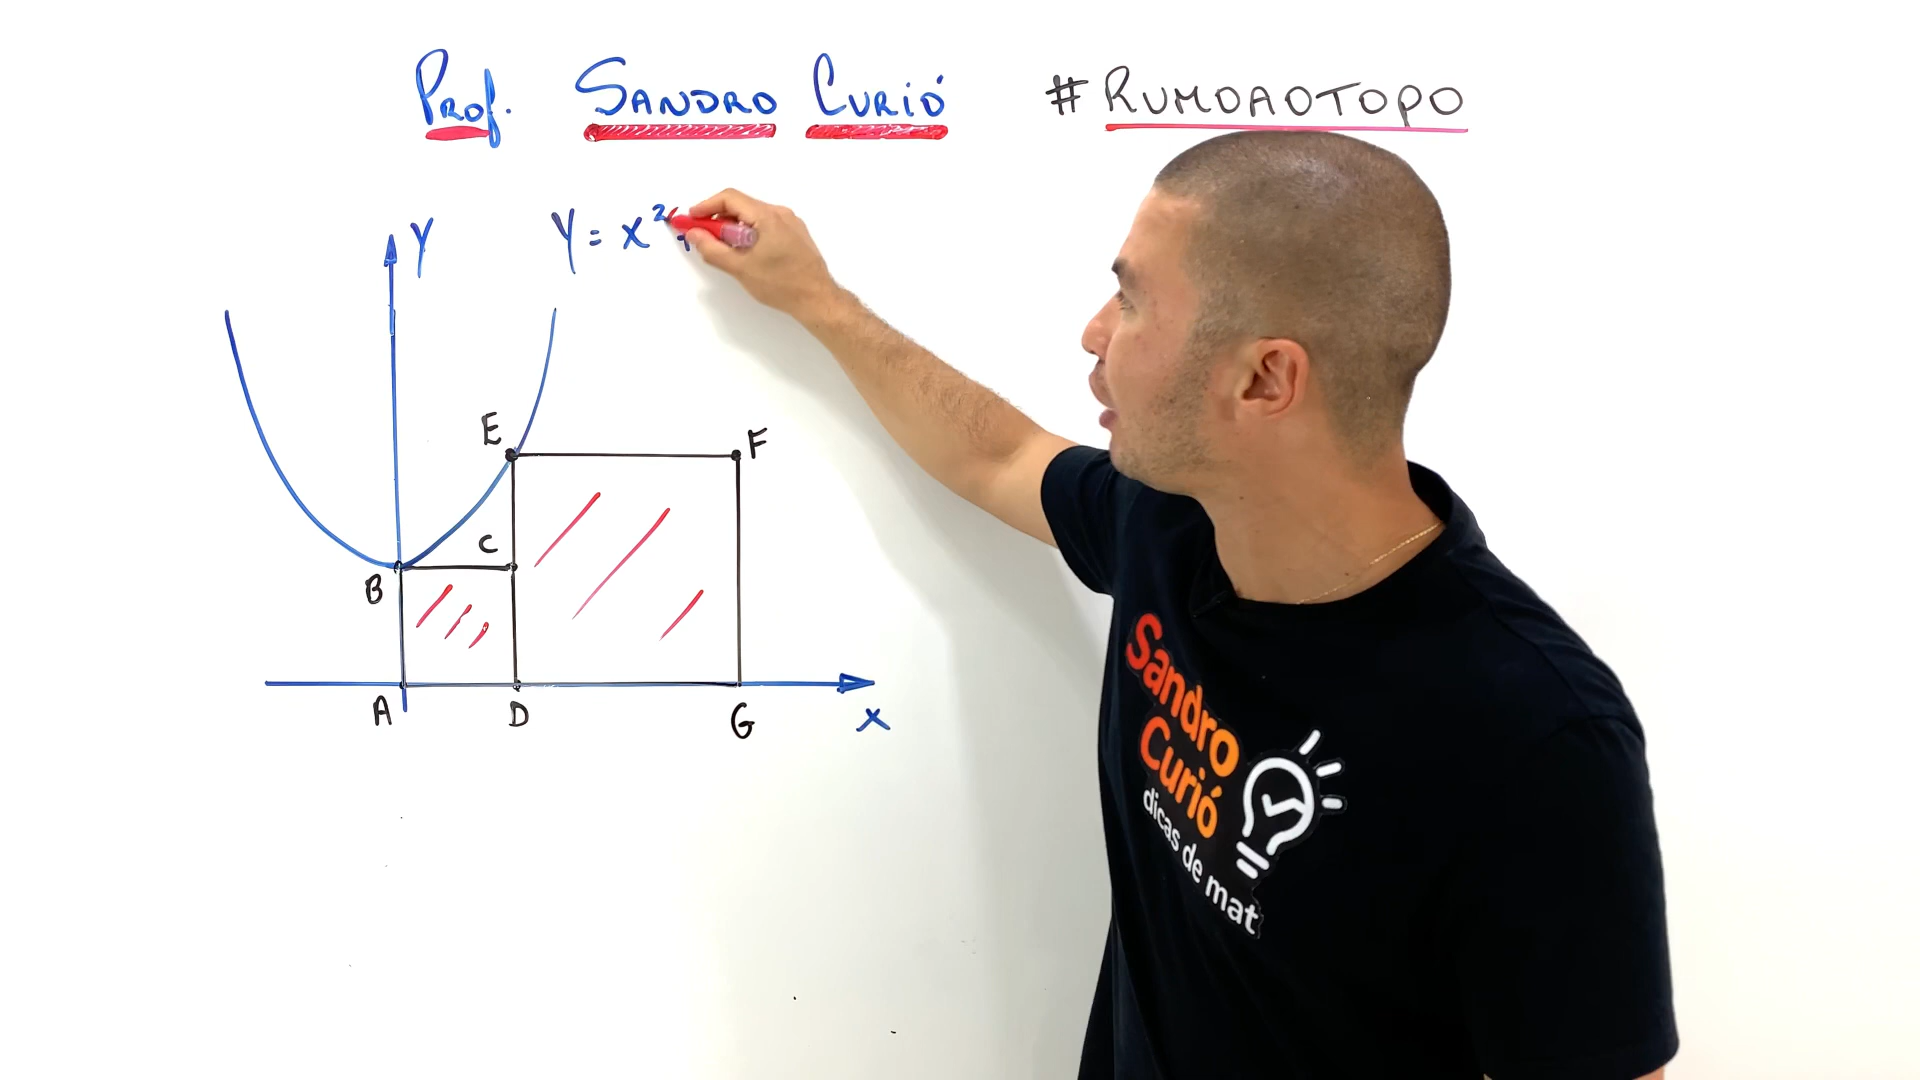 Prof. SANDRO CURIÓ #RUMOAOTOPO
Y
Y = x² +
E
F
C
B
A
D
G
x
Sandro
Curió
dicas de mat